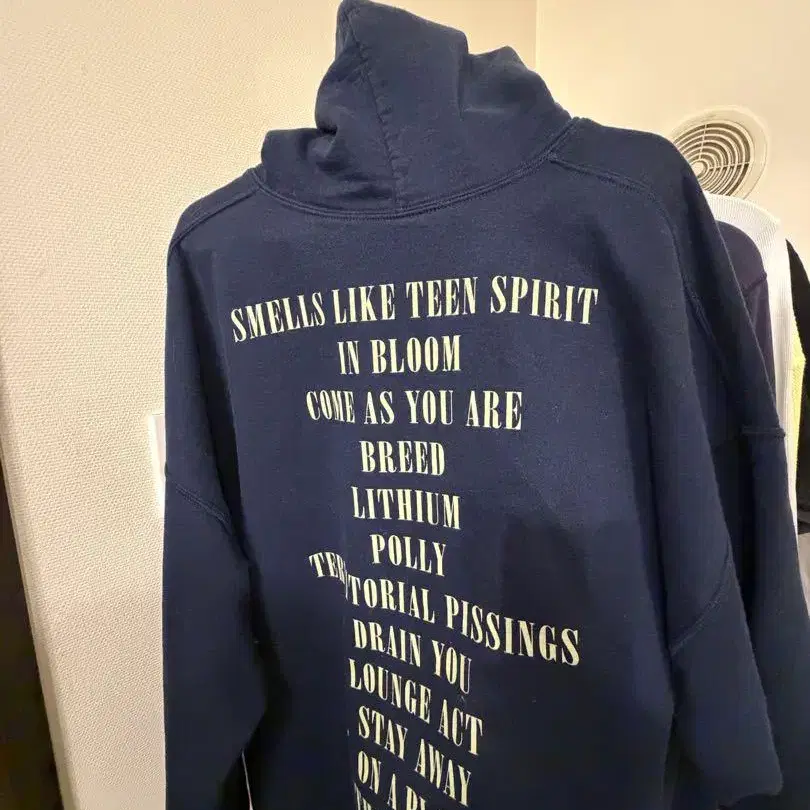 SMELLS LIKE TEEN SPIRIT
IN BLOOM
COME AS YOU ARE
BREED
LITHIUM
POLLY
TERRITORIAL PISSINGS
DRAIN YOU
LOUNGE ACT
STAY AWAY
ON A